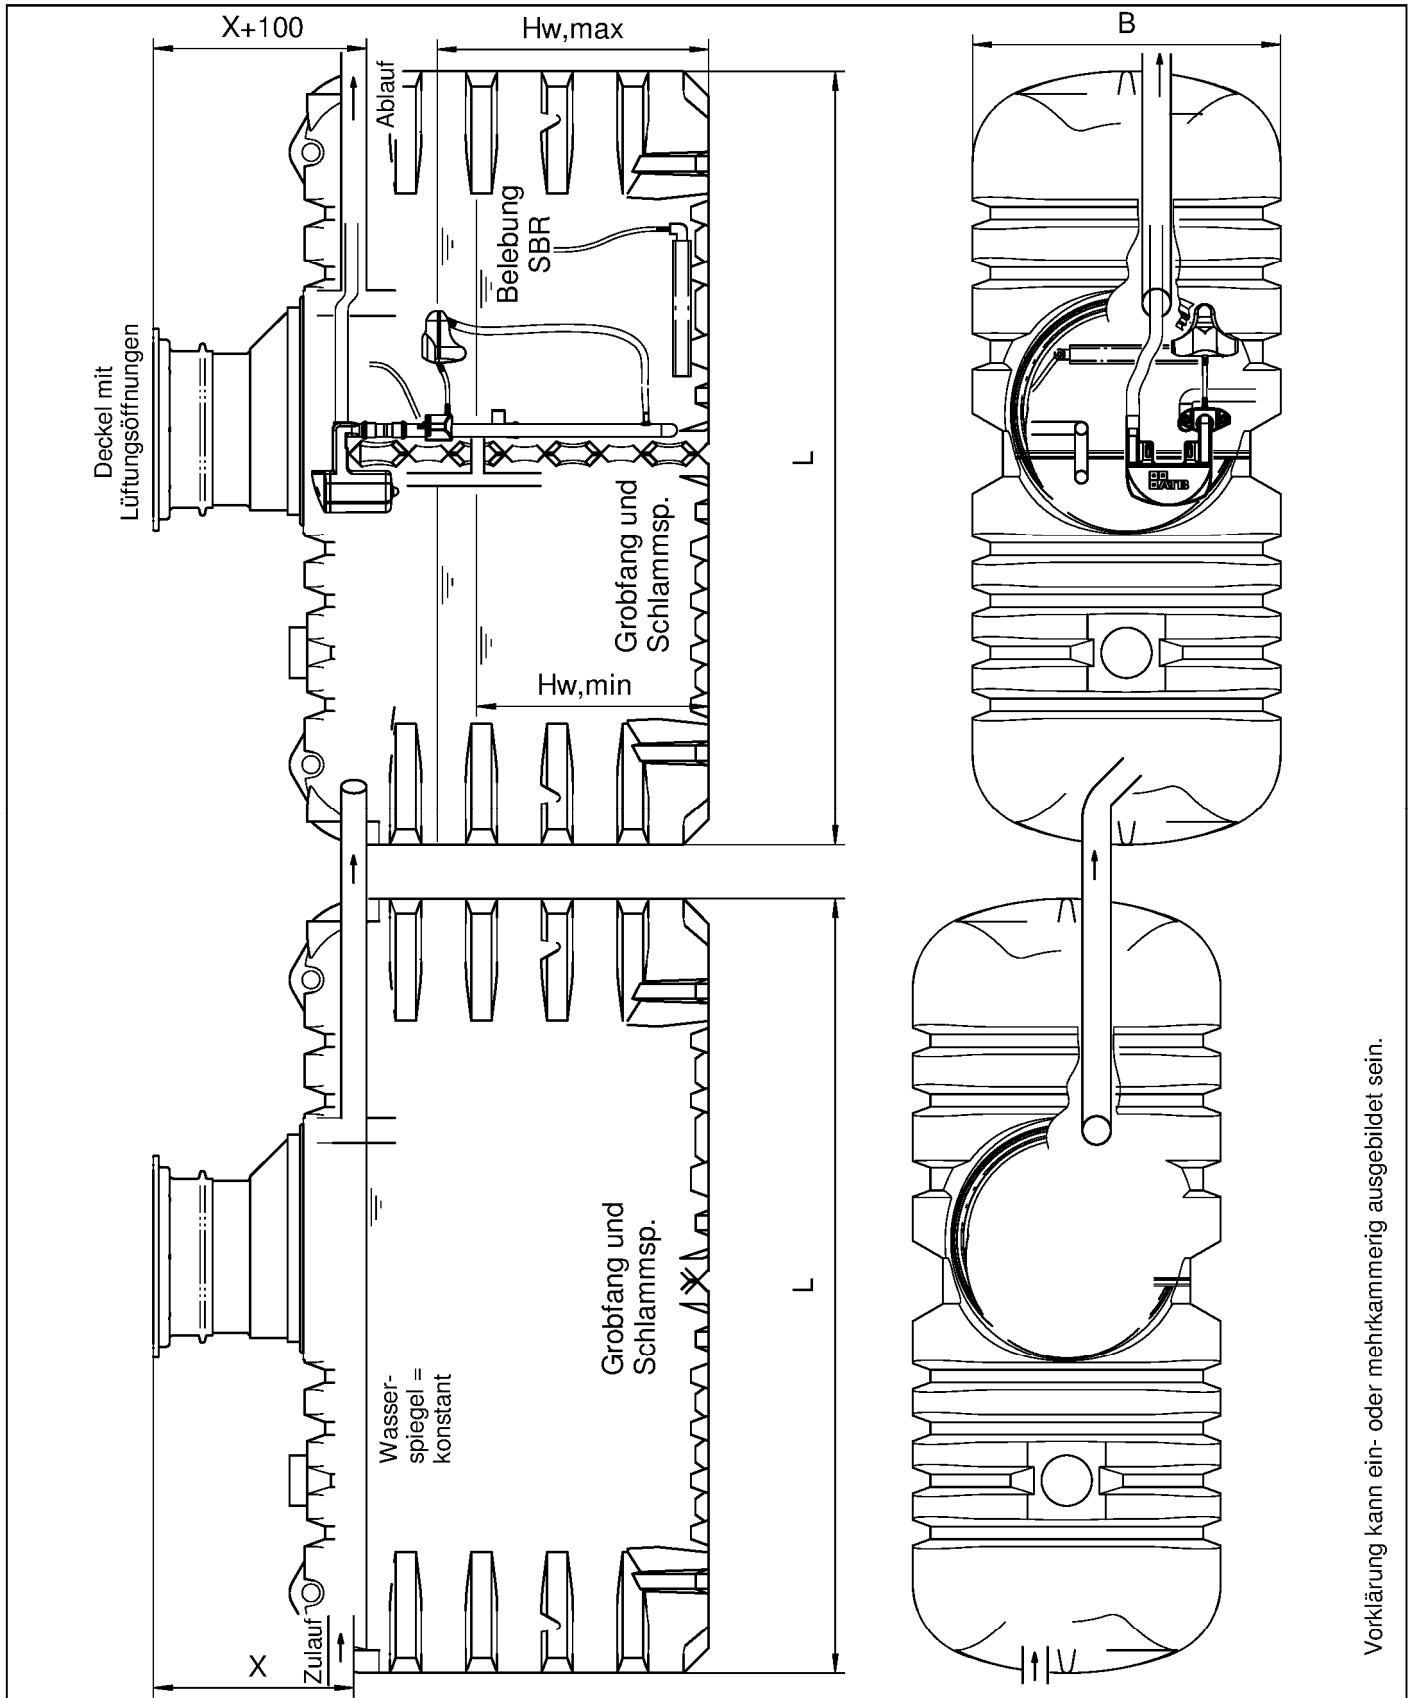 X+100
Hw,max
B
Ablauf
Deckel mit
Lüftungsöffnungen
Belebung
SBR
L
ATB
Grobfang und
Schlammsp.
Hw,min
Wasser-
spiegel =
konstant
Grobfang und
Schlammsp.
L
X
Zulauf
Vorklärung kann ein- oder mehrkammerig ausgebildet sein.